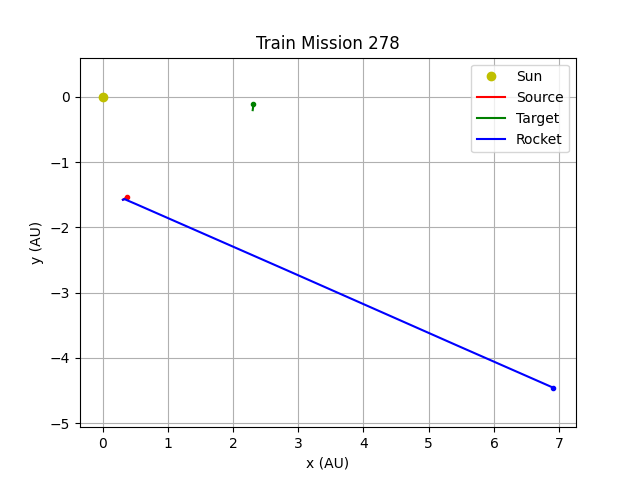 Train Mission 278
Sun
Source
Target
Rocket
0
−1
−2
−3
−4
−5
y (AU)
0 1 2 3 4 5 6 7
x (AU)